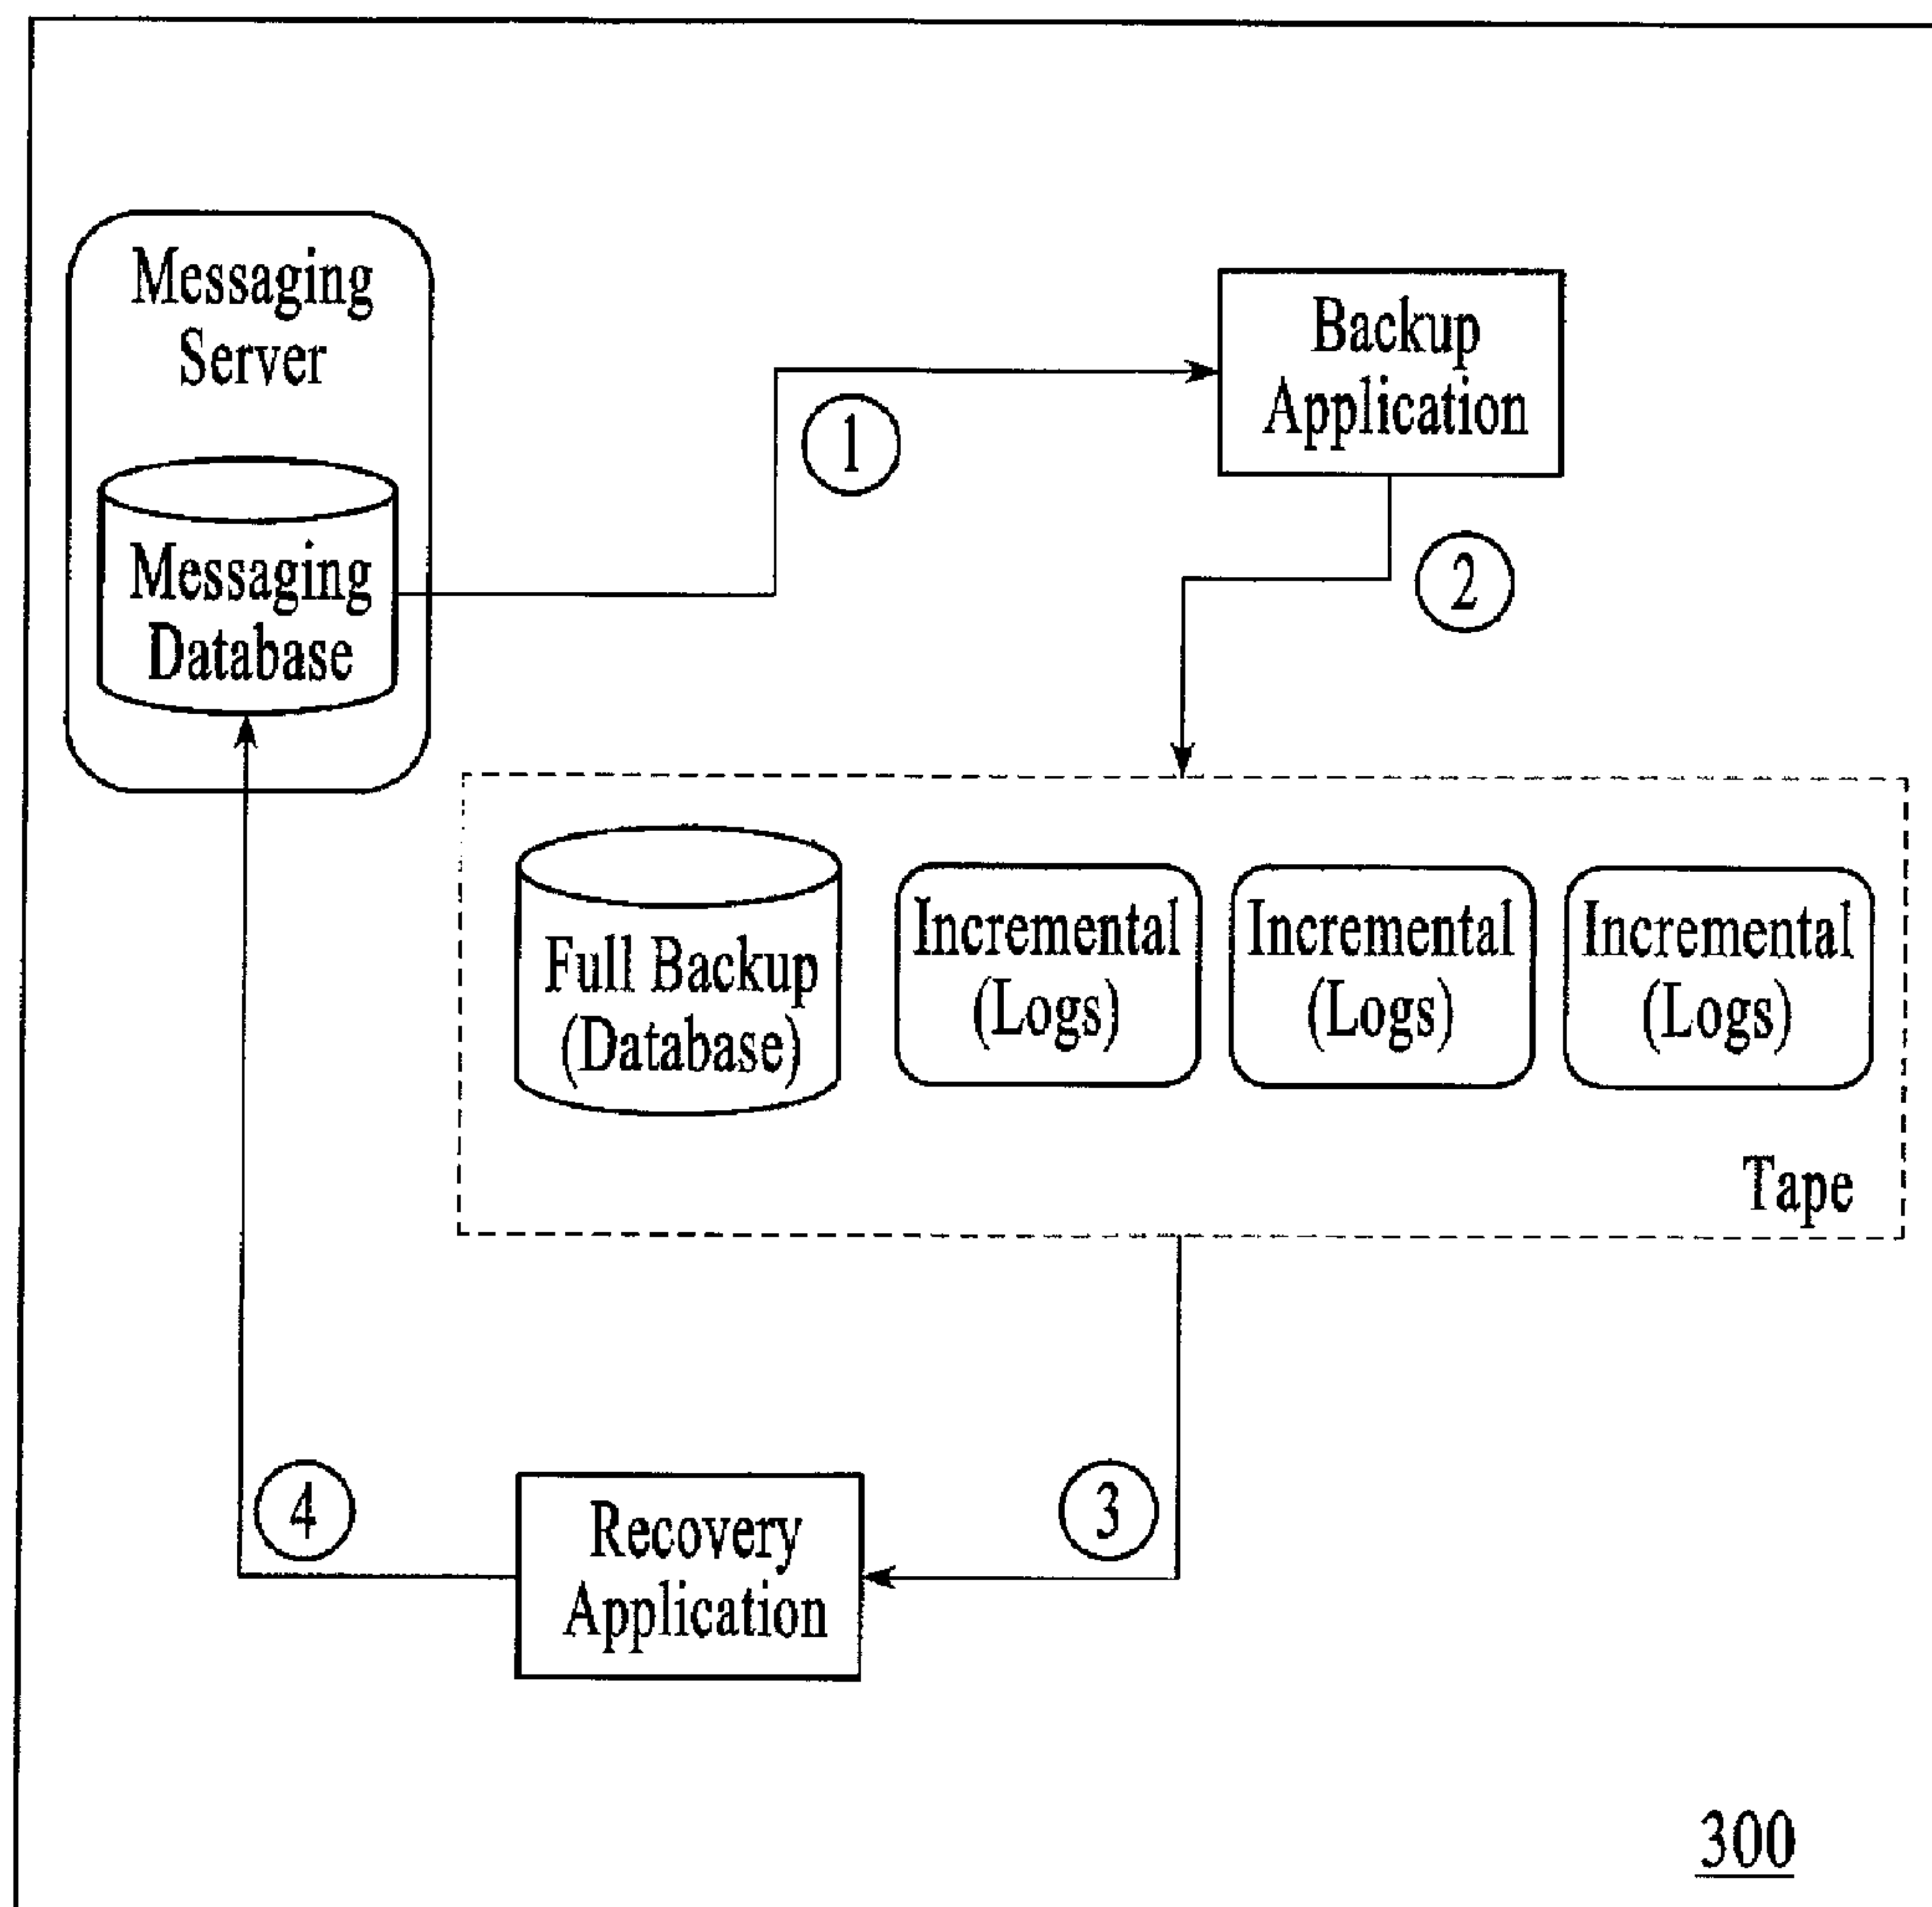 Messaging
Server
Messaging
Database
1
Backup
Application
2
Full Backup
(Database)
Incremental
(Logs)
Incremental
(Logs)
Incremental
(Logs)
Tape
3
Recovery
Application
4
300